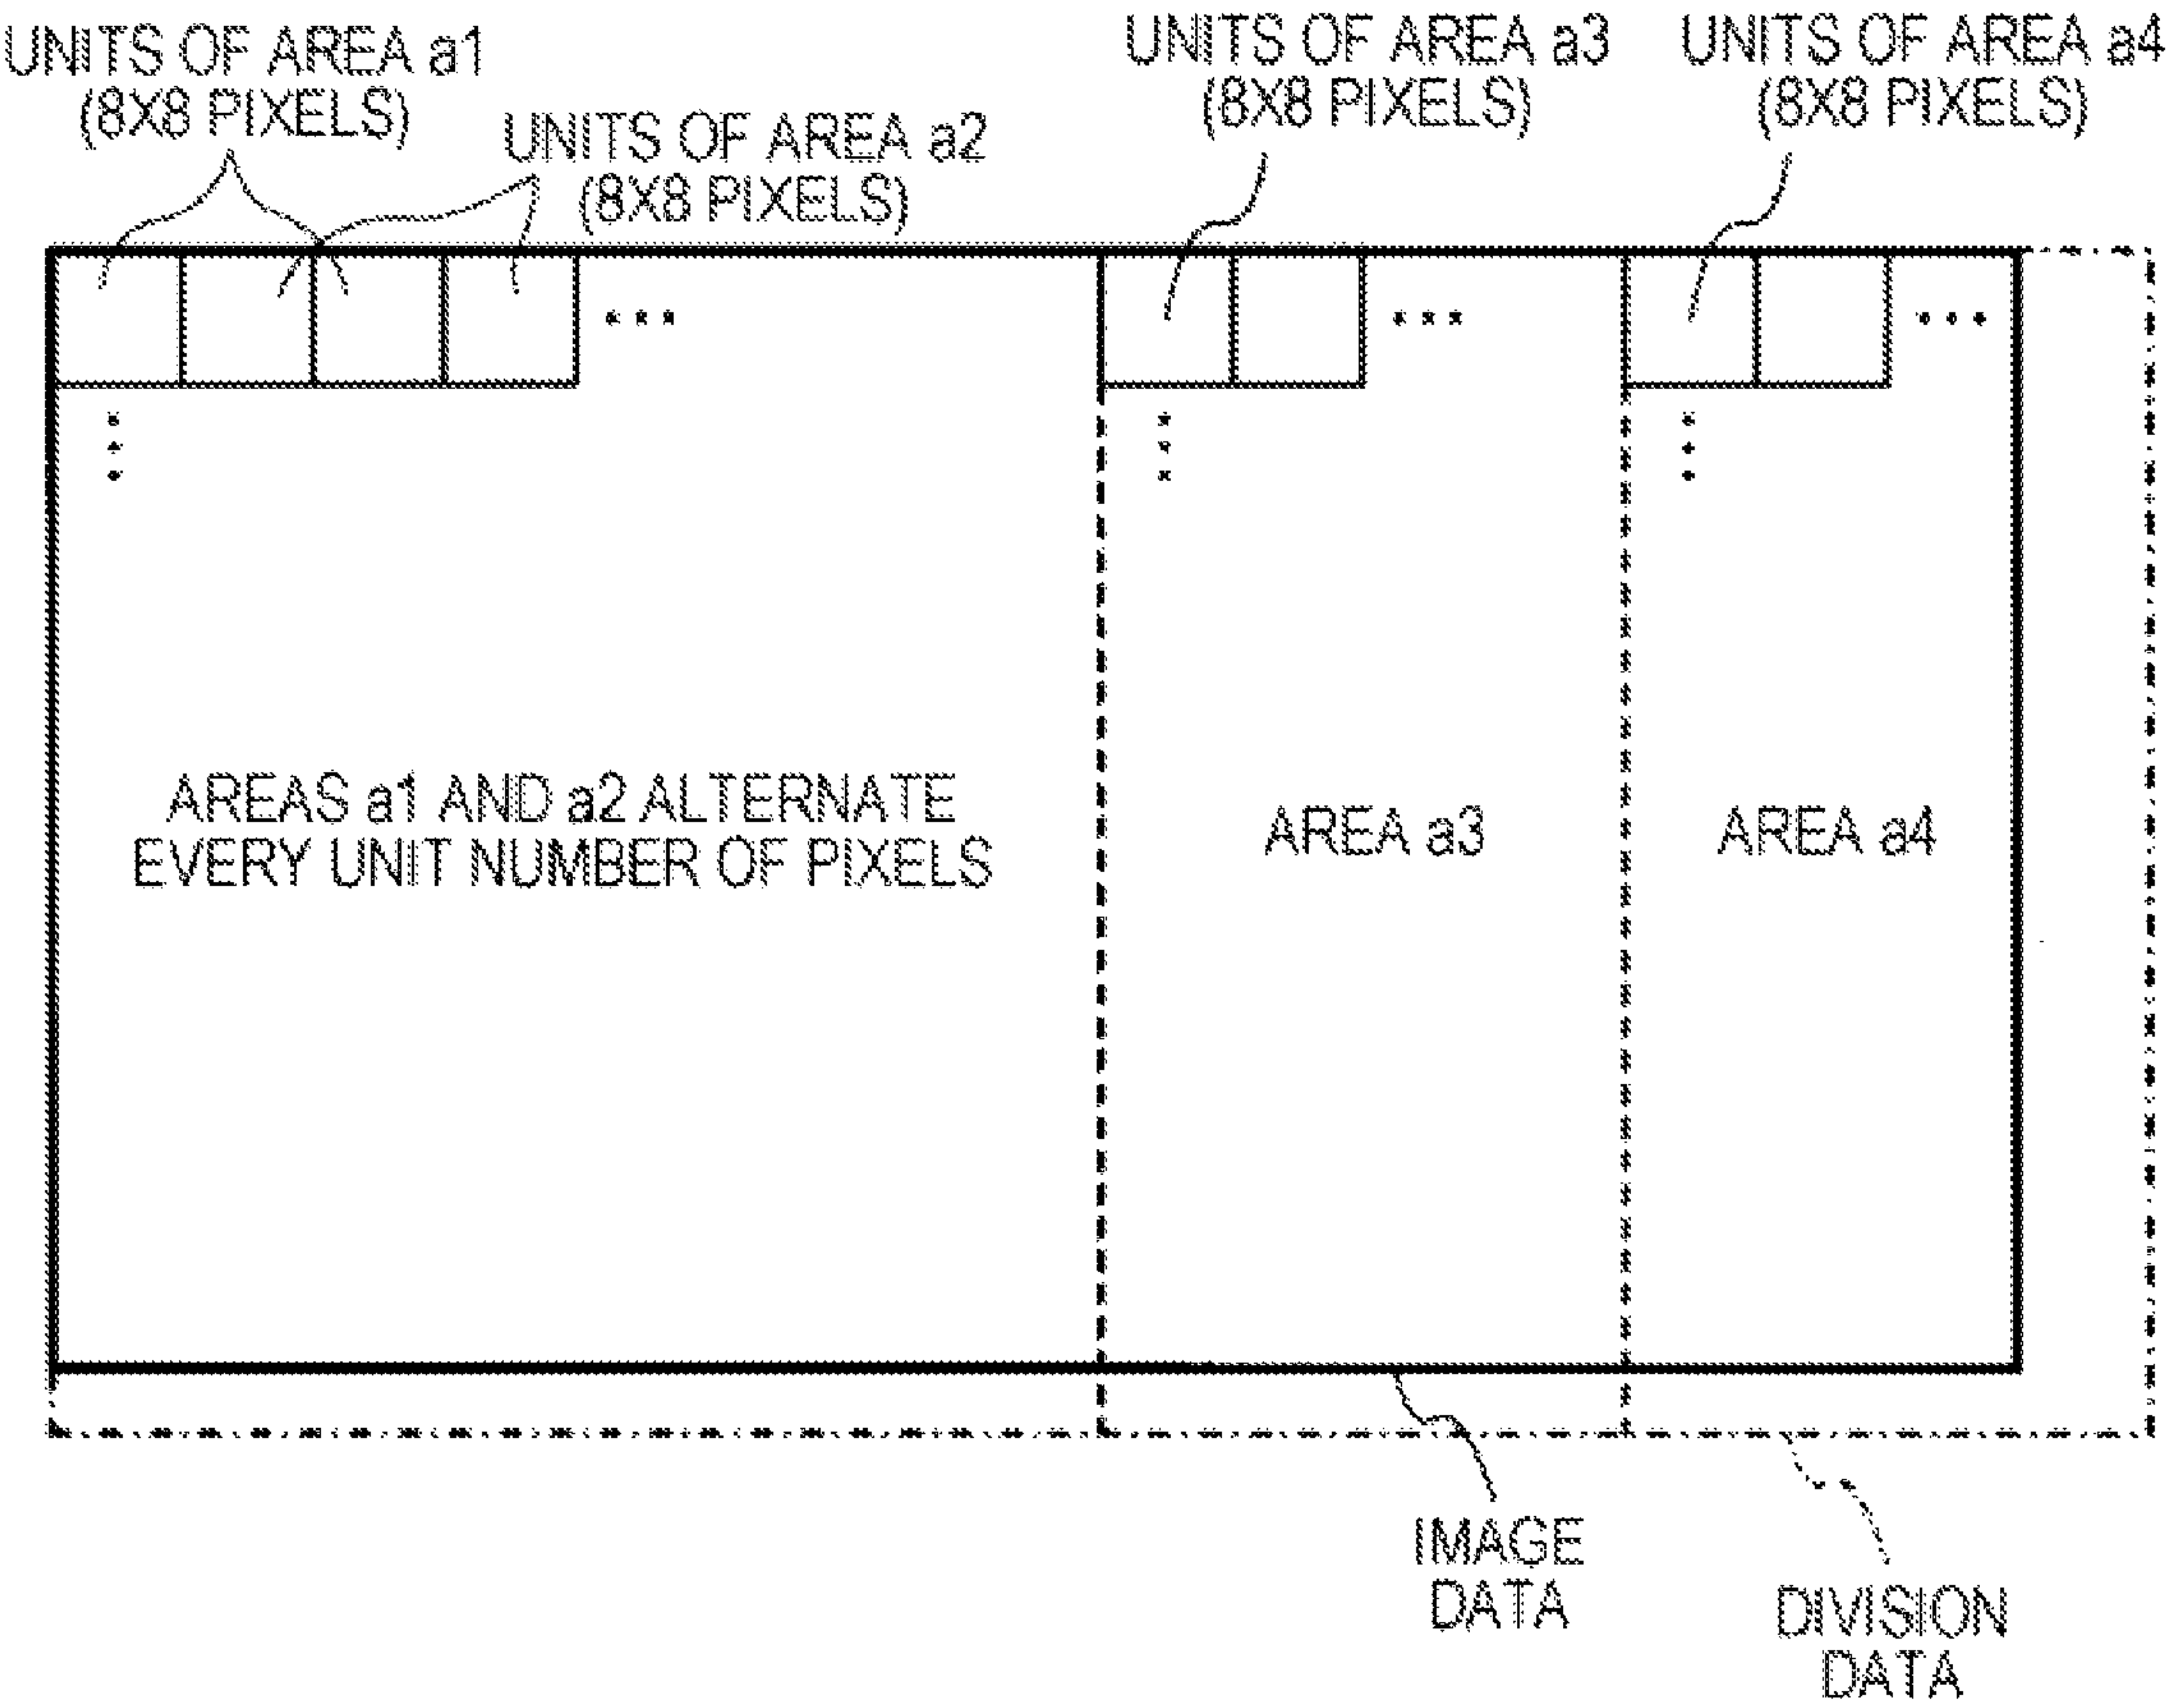 UNITS OF AREA a1
(8X8 PIXELS)
UNITS OF AREA a2
(8X8 PIXELS)
UNITS OF AREA a3
(8X8 PIXELS)
UNITS OF AREA a4
(8X8 PIXELS)
AREAS a1 AND a2 ALTERNATE
EVERY UNIT NUMBER OF PIXELS
AREA a3
AREA a4
IMAGE
DATA
DIVISION
DATA